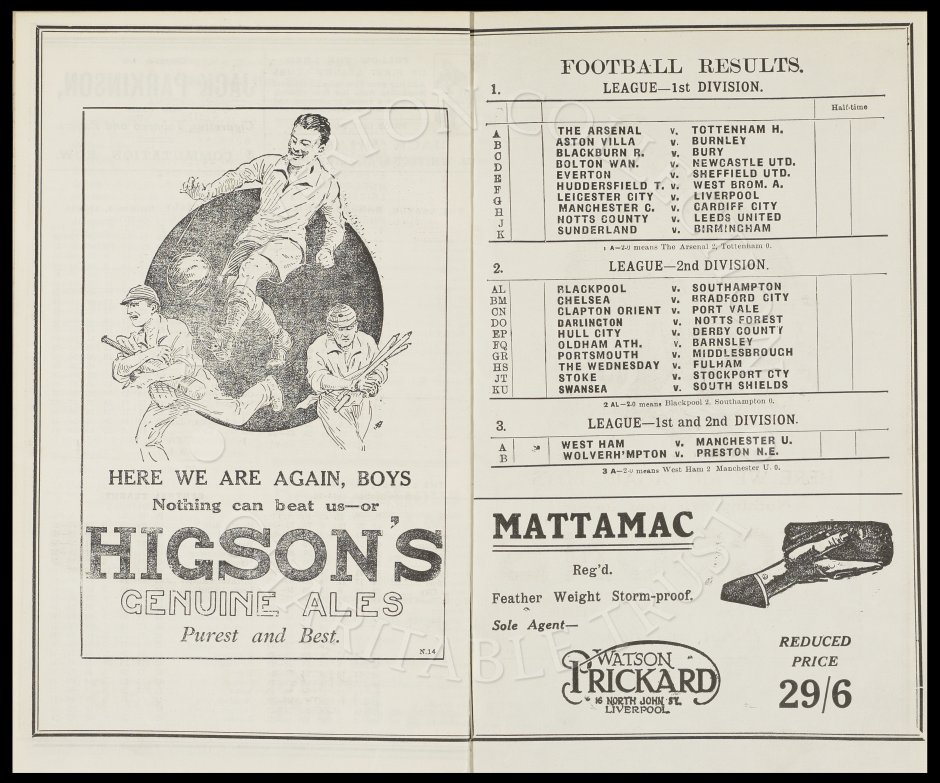 HERE WE ARE AGAIN, BOYS
Nothing can beat us—or
HIGSON'S
GENUINE ALES
Purest and Best.
N.14
FOOTBALL RESULTS.
1. LEAGUE—1st DIVISION.
Half-time
A THE ARSENAL v. TOTTENHAM H.
B ASTON VILLA v. BURNLEY
C BLACKBURN R. v. BURY
D BOLTON WAN. v. NEWCASTLE UTD.
E EVERTON v. SHEFFIELD UTD.
F HUDDERSFIELD T. v. WEST BROM. A.
G LEICESTER CITY v. LIVERPOOL
H MANCHESTER C. v. CARDIFF CITY
J NOTTS COUNTY v. LEEDS UNITED
K SUNDERLAND v. BIRMINGHAM
1 A—2-0 means The Arsenal 2, Tottenham 0.
2. LEAGUE—2nd DIVISION.
AL BLACKPOOL v. SOUTHAMPTON
BM CHELSEA v. BRADFORD CITY
CN CLAPTON ORIENT v. PORT VALE
DO DARLINGTON v. NOTTS FOREST
EP HULL CITY v. DERBY COUNTY
FQ OLDHAM ATH. v. BARNSLEY
GR PORTSMOUTH v. MIDDLESBROUGH
HS THE WEDNESDAY v. FULHAM
JT STOKE v. STOCKPORT CTY
KU SWANSEA v. SOUTH SHIELDS
2 AL—2-0 means Blackpool 2, Southampton 0.
3. LEAGUE—1st and 2nd DIVISION.
A WEST HAM v. MANCHESTER U.
B WOLVERH'MPTON v. PRESTON N.E.
3 A—2-0 means West Ham 2 Manchester U. 0.
MATTAMAC
Reg'd.
Feather Weight Storm-proof.
Sole Agent—
WATSON
PRICKARD
16 NORTH JOHN ST.
LIVERPOOL
REDUCED
PRICE
29/6